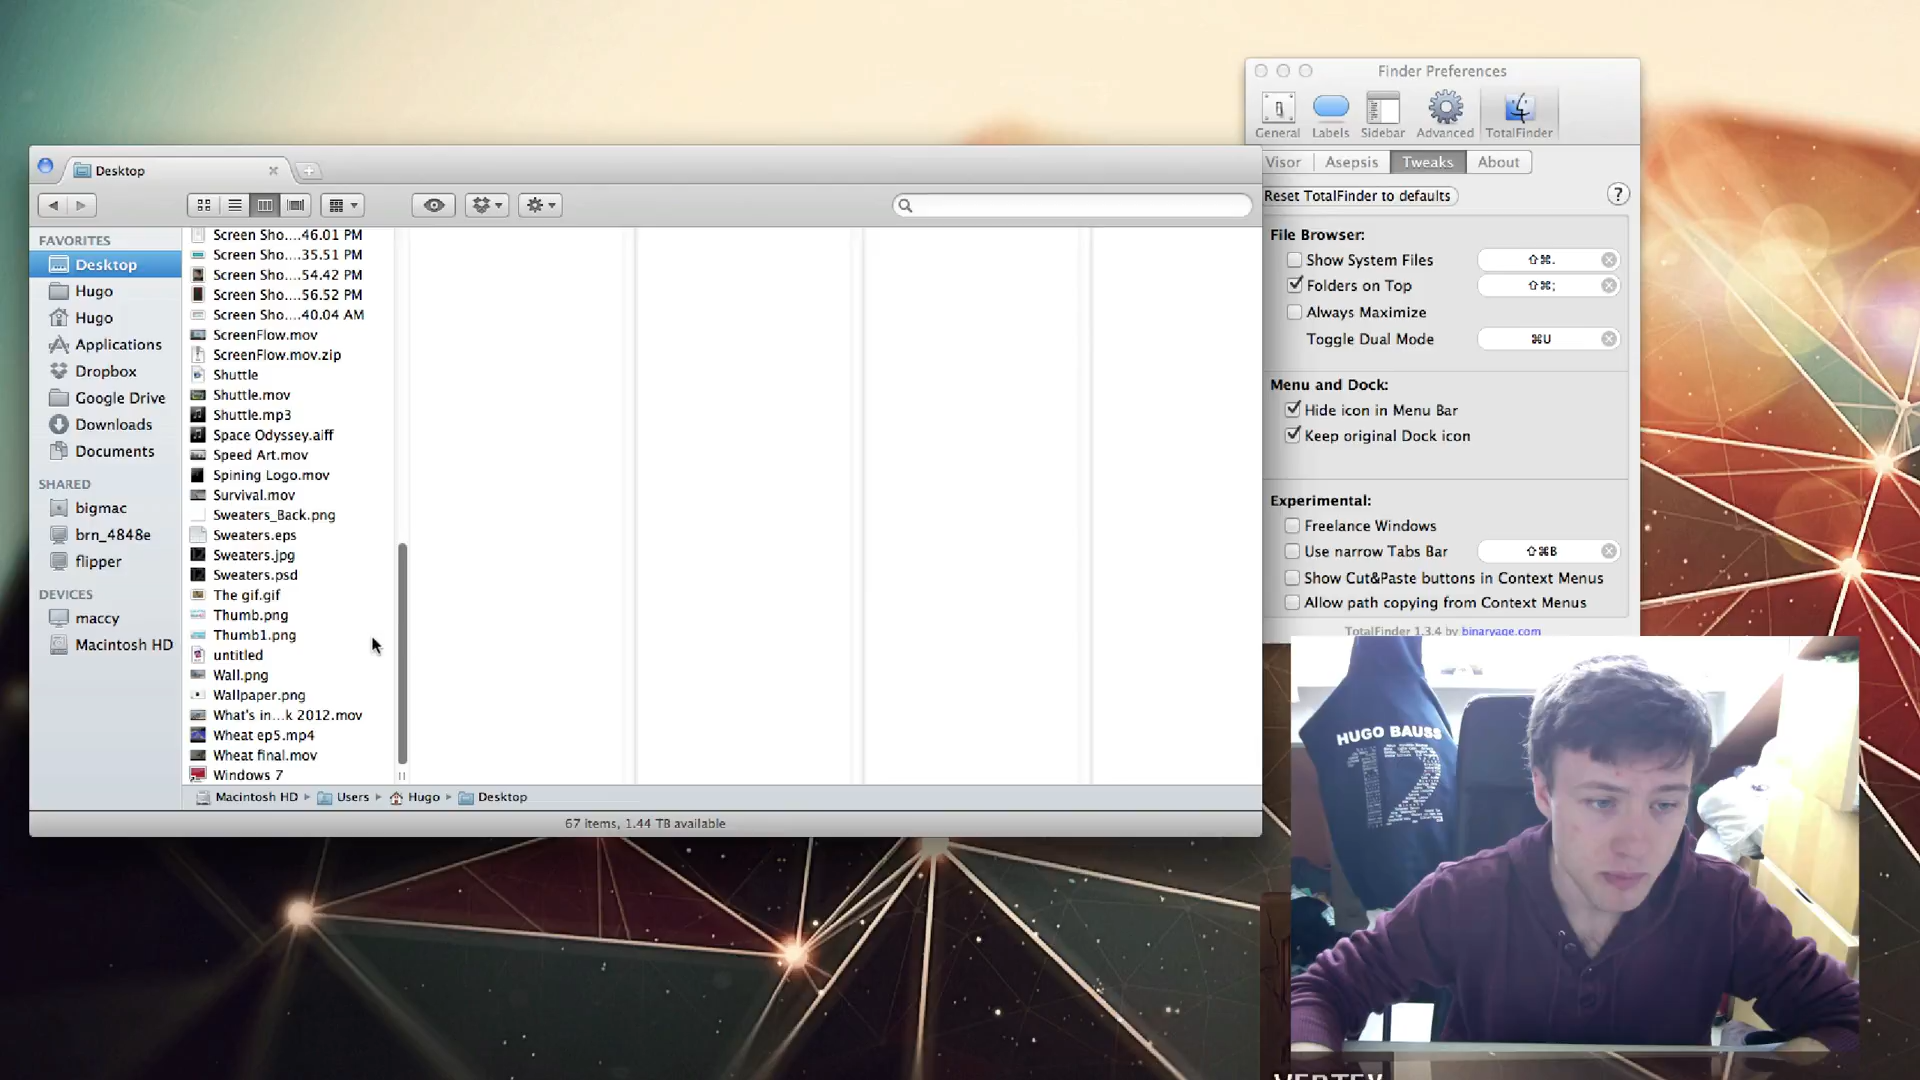 Finder Preferences
General
Labels
Sidebar
Advanced
TotalFinder
Visor
Asepsis
Tweaks
About
Reset TotalFinder to defaults
?
File Browser:
Show System Files
⇧⌘.
Folders on Top
⇧⌘;
Always Maximize
Toggle Dual Mode
⌘U
Menu and Dock:
Hide icon in Menu Bar
Keep original Dock icon
Experimental:
Freelance Windows
Use narrow Tabs Bar
⇧⌘B
Show Cut&Paste buttons in Context Menus
Allow path copying from Context Menus
TotalFinder 1.3.4 by binaryage.com
Desktop
FAVORITES
Desktop
Hugo
Hugo
Applications
Dropbox
Google Drive
Downloads
Documents
SHARED
bigmac
brn_4848e
flipper
DEVICES
maccy
Macintosh HD
Screen Sho....46.01 PM
Screen Sho....35.51 PM
Screen Sho....54.42 PM
Screen Sho....56.52 PM
Screen Sho....40.04 AM
ScreenFlow.mov
ScreenFlow.mov.zip
Shuttle
Shuttle.mov
Shuttle.mp3
Space Odyssey.aiff
Speed Art.mov
Spining Logo.mov
Survival.mov
Sweaters_Back.png
Sweaters.eps
Sweaters.jpg
Sweaters.psd
The gif.gif
Thumb.png
Thumb1.png
untitled
Wall.png
Wallpaper.png
What's in...k 2012.mov
Wheat ep5.mp4
Wheat final.mov
Windows 7
Macintosh HD ▸ Users ▸ Hugo ▸ Desktop
67 items, 1.44 TB available
HUGO BAUSS
12
VERTEX